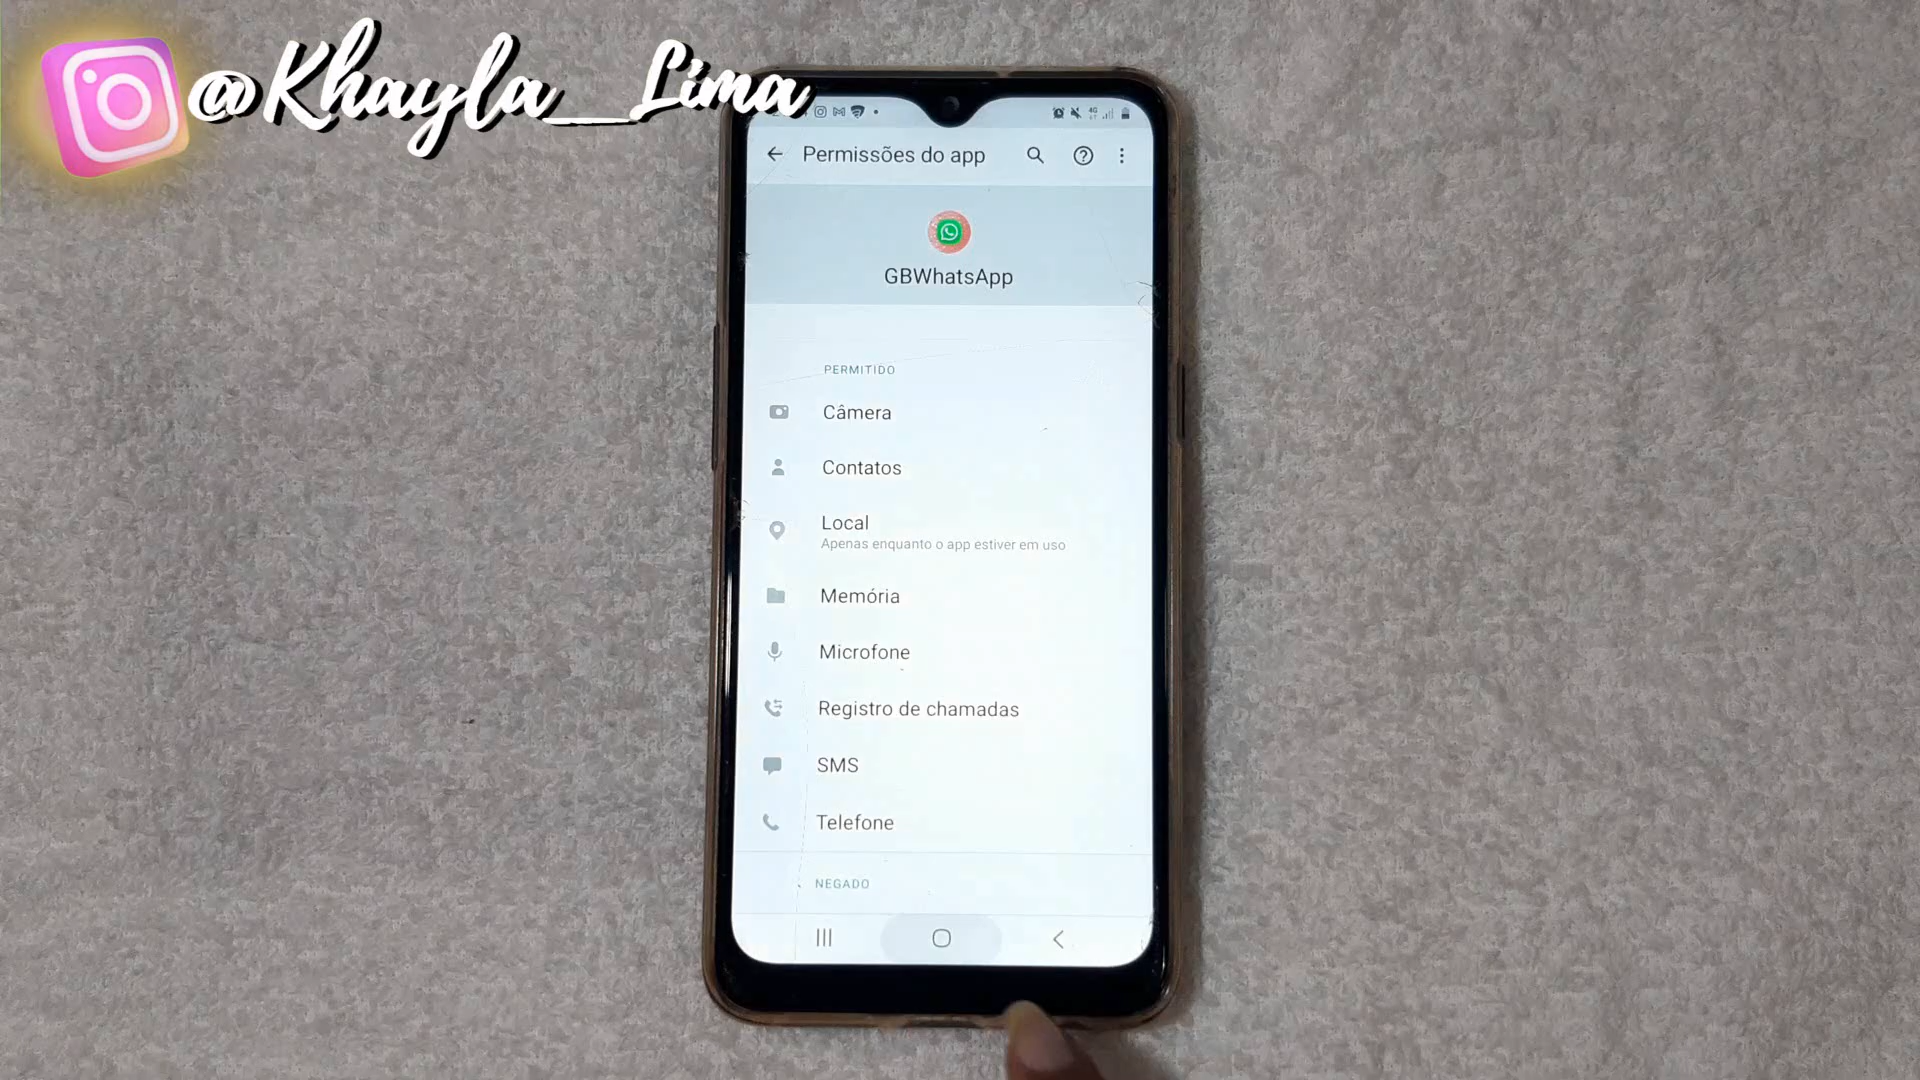 @Khayla_Lima
Permissões do app
GBWhatsApp
PERMITIDO
Câmera
Contatos
Local
Apenas enquanto o app estiver em uso
Memória
Microfone
Registro de chamadas
SMS
Telefone
NEGADO